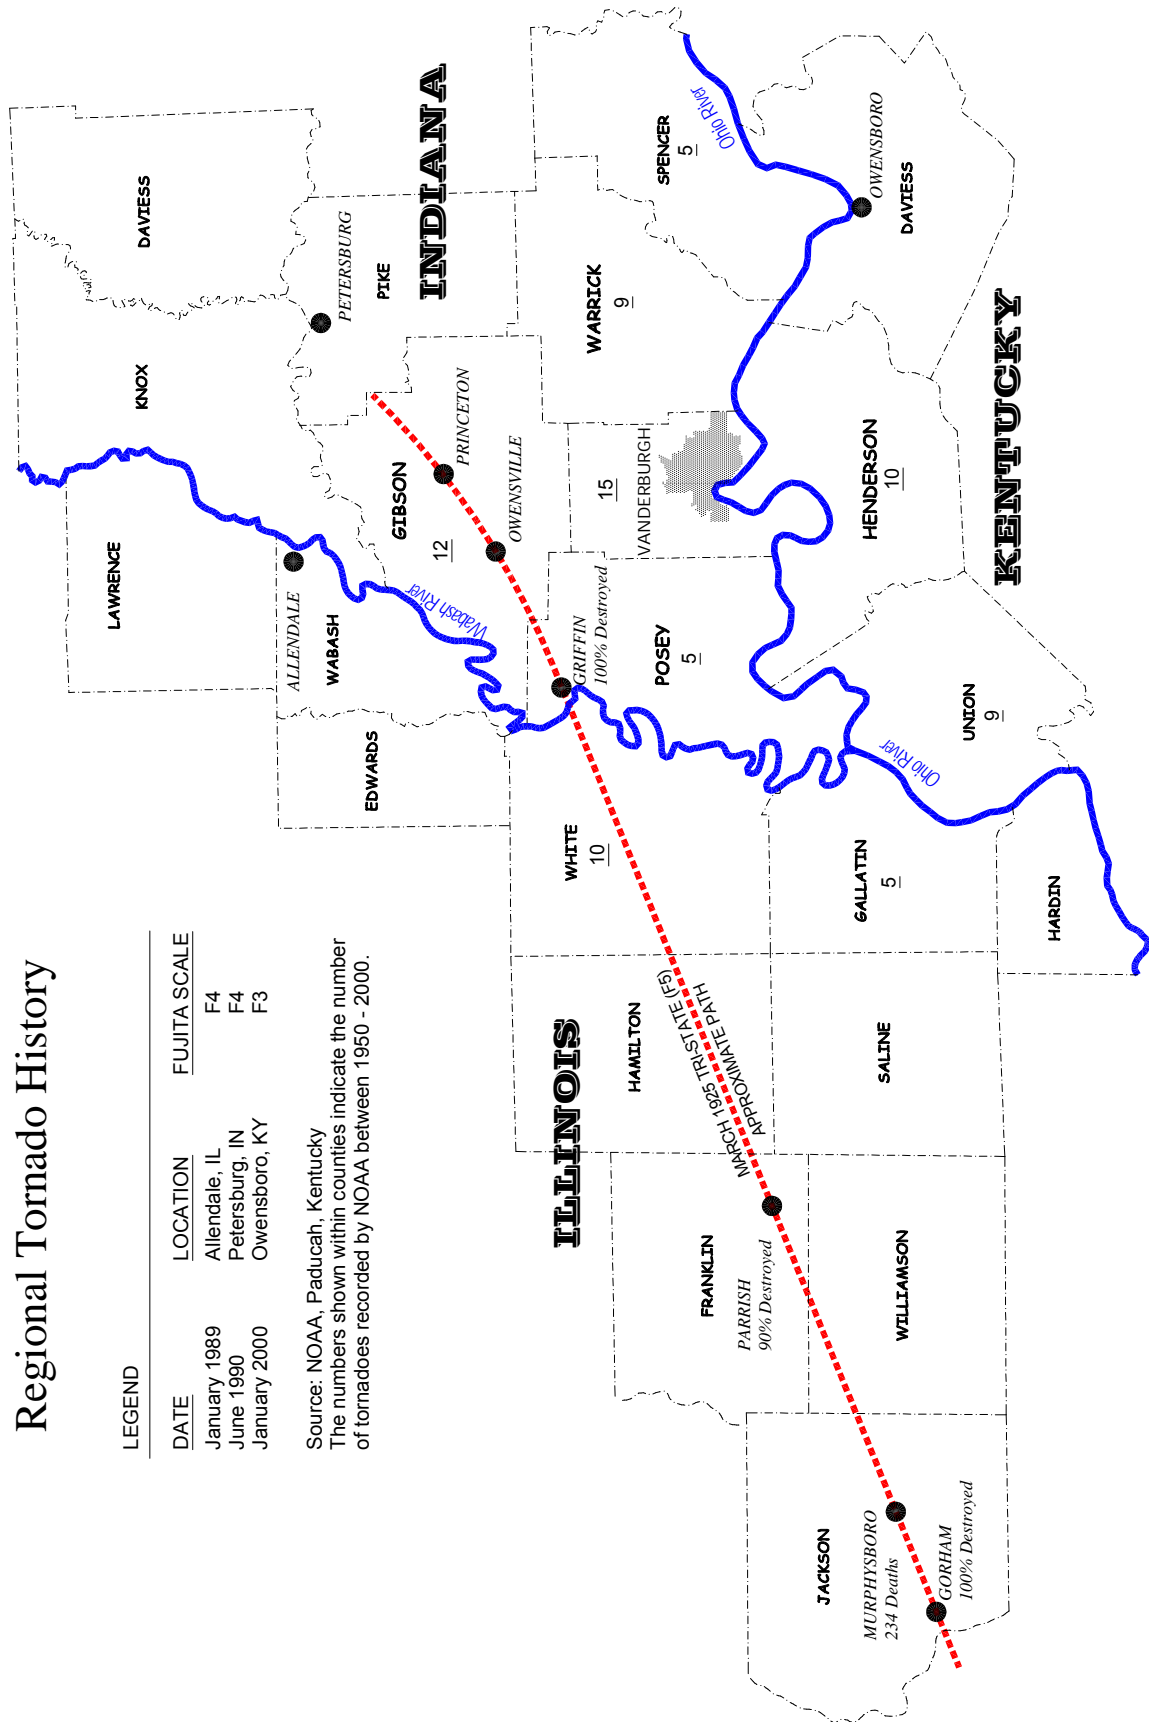 Regional Tornado History
LEGEND
DATE LOCATION FUJITA SCALE
January 1989 Allendale, IL F4
June 1990 Petersburg, IN F4
January 2000 Owensboro, KY F3
Source: NOAA, Paducah, Kentucky
The numbers shown within counties indicate the number
of tornadoes recorded by NOAA between 1950 - 2000.
LAWRENCE
KNOX
DAVIESS
ALLENDALE
WABASH
EDWARDS
Wabash River
PETERSBURG
PIKE
INDIANA
GIBSON
12
PRINCETON
OWENSVILLE
GRIFFIN
100% Destroyed
ILLINOIS
WHITE
10
HAMILTON
MARCH 1925 TRI-STATE (F5)
APPROXIMATE PATH
POSEY
5
15
VANDERBURGH
WARRICK
9
SPENCER
5
Ohio River
OWENSBORO
DAVIESS
HENDERSON
10
KENTUCKY
UNION
9
Ohio River
GALLATIN
5
HARDIN
SALINE
FRANKLIN
PARRISH
90% Destroyed
WILLIAMSON
JACKSON
MURPHYSBORO
234 Deaths
GORHAM
100% Destroyed